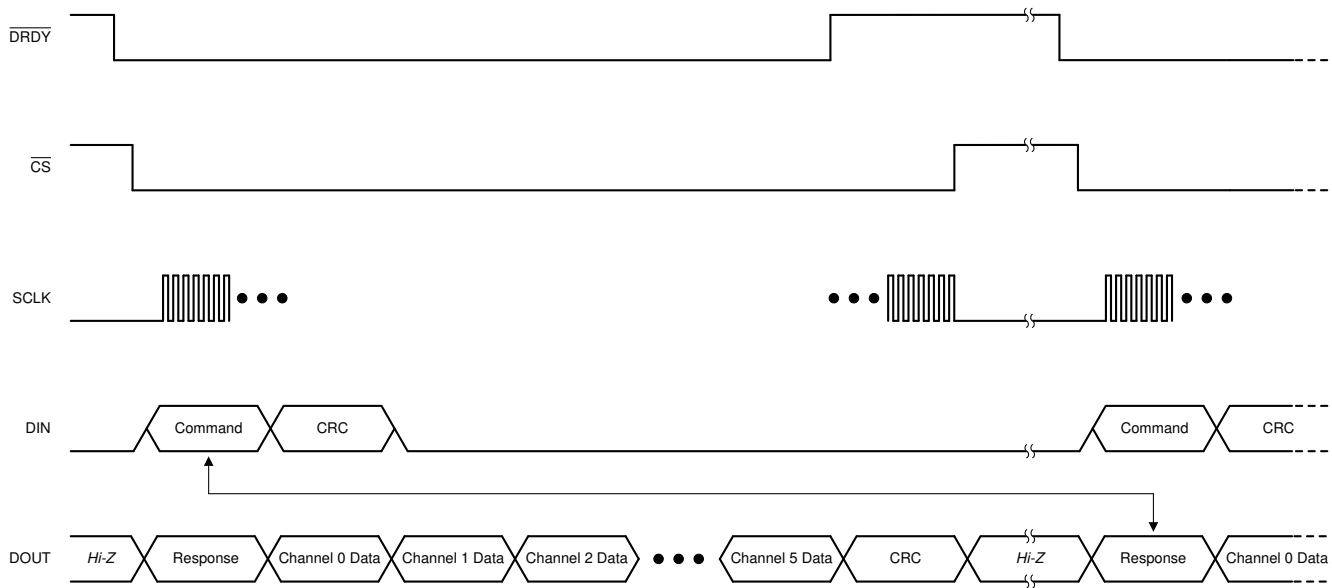 DRDY
CS
SCLK
DIN Command CRC Command CRC
DOUT Hi-Z Response Channel 0 Data Channel 1 Data Channel 2 Data Channel 5 Data CRC Hi-Z Response Channel 0 Data